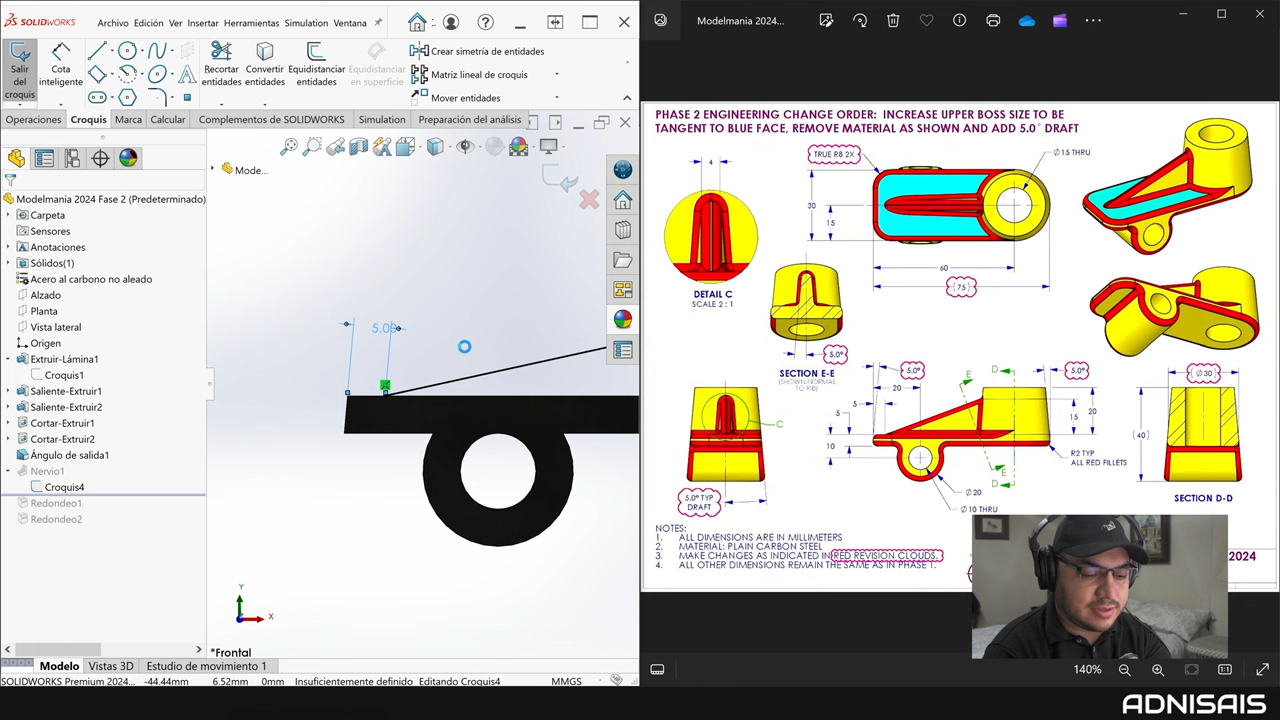 SOLIDWORKS
Archivo Edición Ver Insertar Herramientas Simulation Ventana
Salir del croquis
Cota inteligente
Recortar entidades
Convertir entidades
Equidistanciar entidades
Equidistanciar en superficie
Crear simetría de entidades
Matriz lineal de croquis
Mover entidades
Operaciones Croquis Marca Calcular Complementos de SOLIDWORKS Simulation Preparación del análisis
Mode...
Modelmania 2024 Fase 2 (Predeterminado)
Carpeta
Sensores
Anotaciones
Sólidos(1)
Acero al carbono no aleado
Alzado
Planta
Vista lateral
Origen
Extruir-Lámina1
Croquis1
Saliente-Extruir1
Saliente-Extruir2
Cortar-Extruir1
Cortar-Extruir2
Ángulo de salida1
Nervio1
Croquis4
Redondeo1
Redondeo2
Y
X
*Frontal
Modelo Vistas 3D Estudio de movimiento 1
SOLIDWORKS Premium 2024... -44.44mm 6.52mm 0mm Insuficientemente definido Editando Croquis4 MMGS
Modelmania 2024...
PHASE 2 ENGINEERING CHANGE ORDER: INCREASE UPPER BOSS SIZE TO BE
TANGENT TO BLUE FACE, REMOVE MATERIAL AS SHOWN AND ADD 5.0° DRAFT
4
TRUE R8 2X
Ø 15 THRU
30
15
60
(75)
DETAIL C
SCALE 2 : 1
5.0°
SECTION E-E
(SHOWN NORMAL
TO RIB)
5.0°
5.0°
Ø 30
20
5
5
10
15
20
(40)
C
E
E
D
D
R2 TYP
ALL RED FILLETS
Ø 20
Ø 10 THRU
5.0° TYP
DRAFT
SECTION D-D
NOTES:
1. ALL DIMENSIONS ARE IN MILLIMETERS
2. MATERIAL: PLAIN CARBON STEEL
3. MAKE CHANGES AS INDICATED IN RED REVISION CLOUDS.
4. ALL OTHER DIMENSIONS REMAIN THE SAME AS IN PHASE 1.
2024
140%
1:1
ADNISAIS